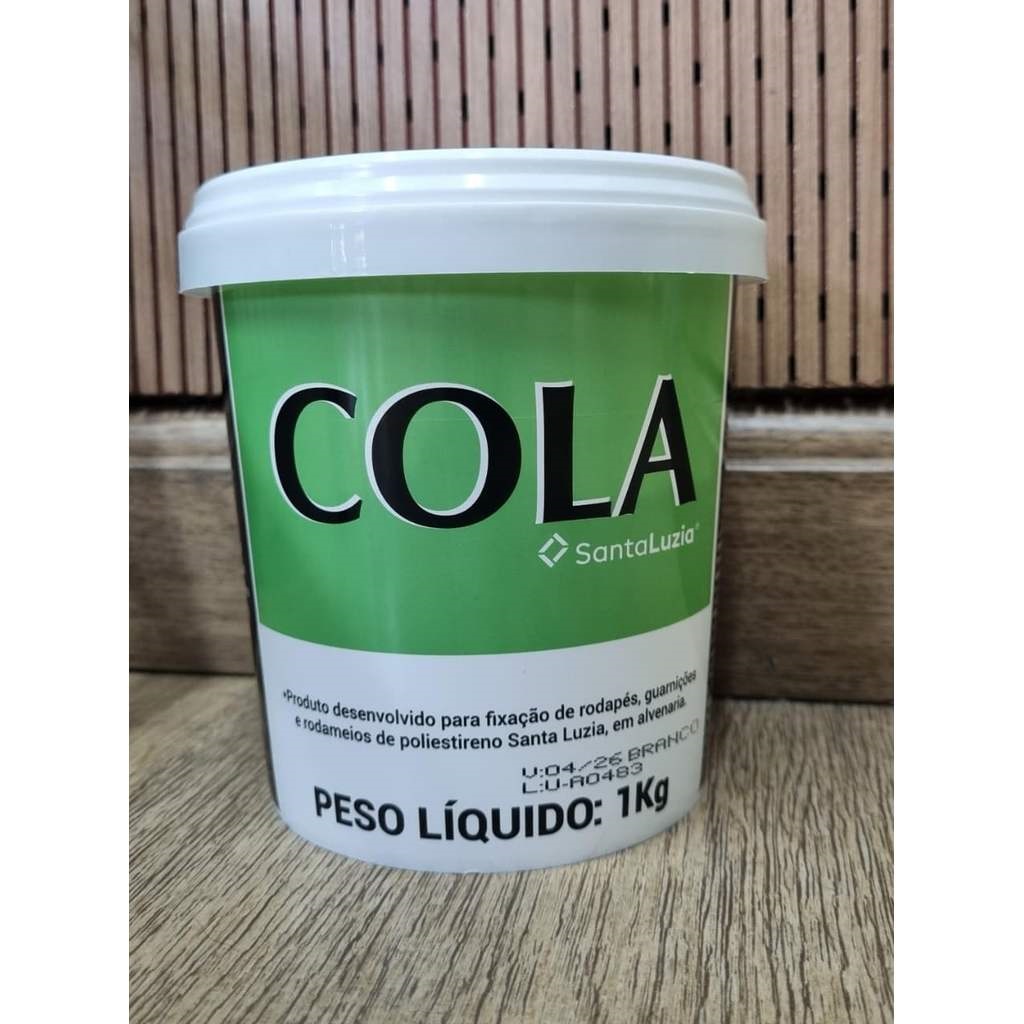 COLA
SantaLuzia®
*Produto desenvolvido para fixação de rodapés, guarnições
e rodameios de poliestireno Santa Luzia, em alvenaria.
V:04/26 BRANCO
L:U-A0483
PESO LÍQUIDO: 1Kg